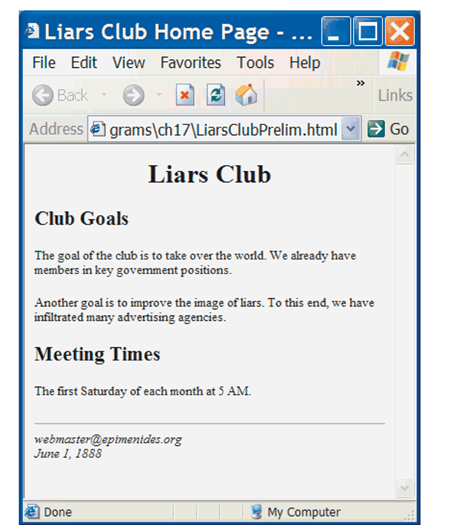 Liars Club Home Page - ...
File Edit View Favorites Tools Help
Back » Links
Address grams\ch17\LiarsClubPrelim.html Go
Liars Club
Club Goals
The goal of the club is to take over the world. We already have
members in key government positions.
Another goal is to improve the image of liars. To this end, we have
infiltrated many advertising agencies.
Meeting Times
The first Saturday of each month at 5 AM.
webmaster@epimenides.org
June 1, 1888
Done My Computer